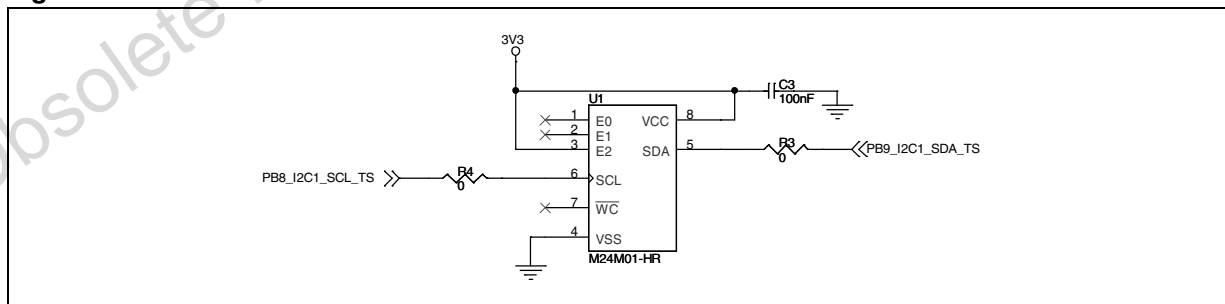 bsolete
3V3
C3
100nF
U1
1 E0 VCC 8
2 E1
3 E2 SDA 5
R3
0
PB9_I2C1_SDA_TS
PB8_I2C1_SCL_TS
R4
0
6 SCL
7 WC
4 VSS
M24M01-HR